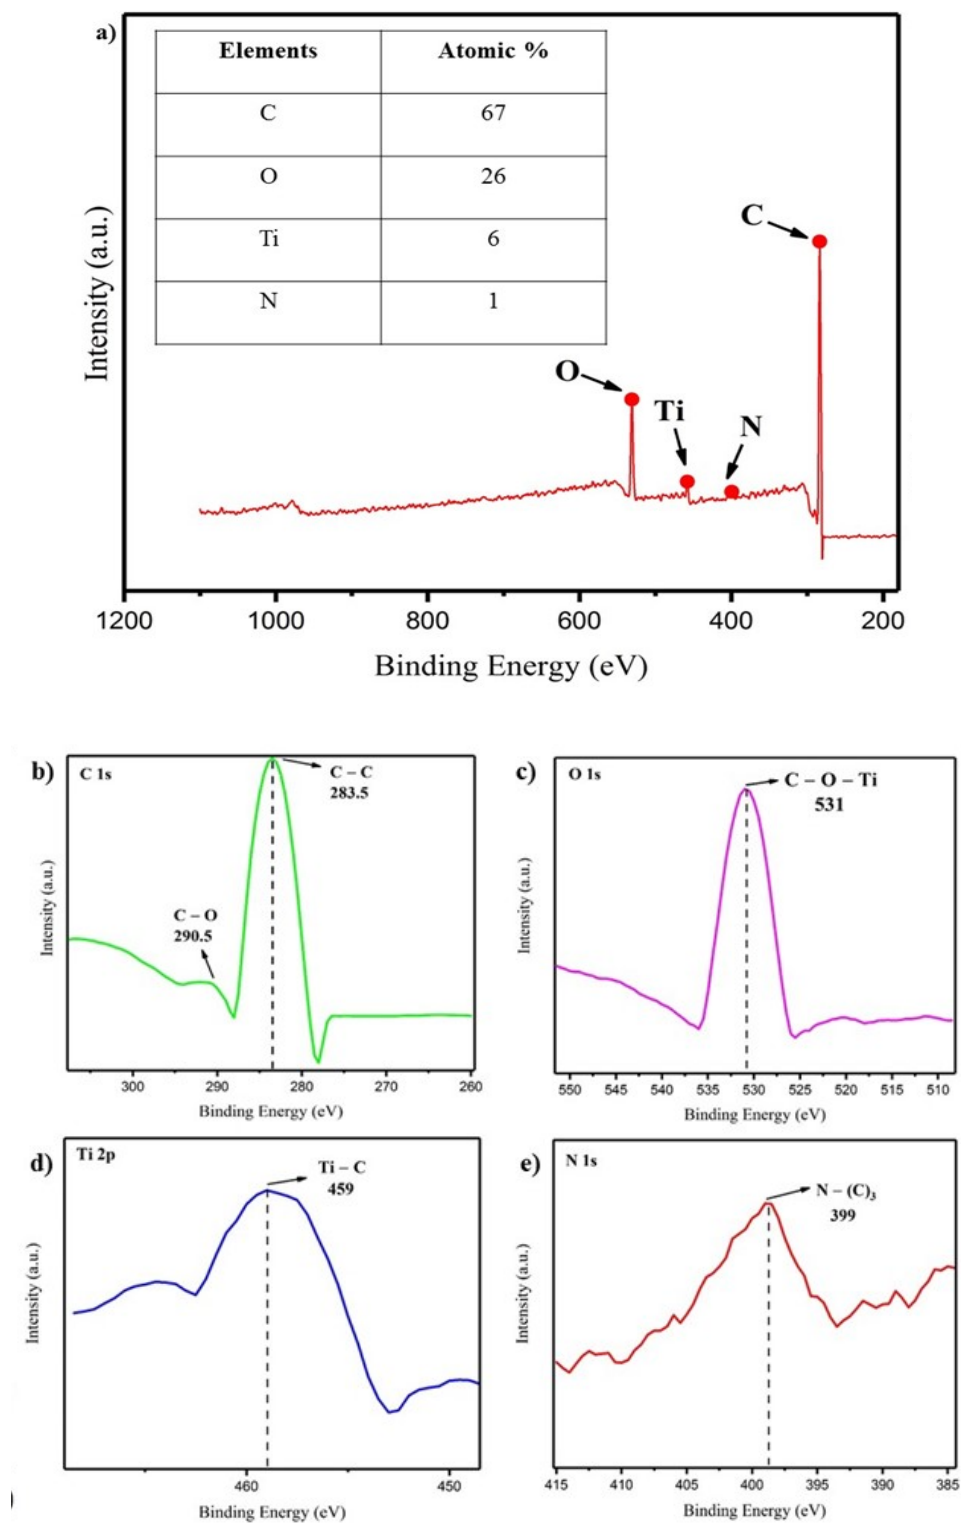 a)
Elements Atomic %
C 67
O 26
Ti 6
N 1
C
O
Ti
N
Intensity (a.u.)
1200 1000 800 600 400 200
Binding Energy (eV)
b)
C 1s
C – C
283.5
C – O
290.5
Intensity (a.u.)
300 290 280 270 260
Binding Energy (eV)
c)
O 1s
C – O – Ti
531
Intensity (a.u.)
550 545 540 535 530 525 520 515 510
Binding Energy (eV)
d)
Ti 2p
Ti – C
459
Intensity (a.u.)
460 450
Binding Energy (eV)
e)
N 1s
N – (C)₃
399
Intensity (a.u.)
415 410 405 400 395 390 385
Binding Energy (eV)
)